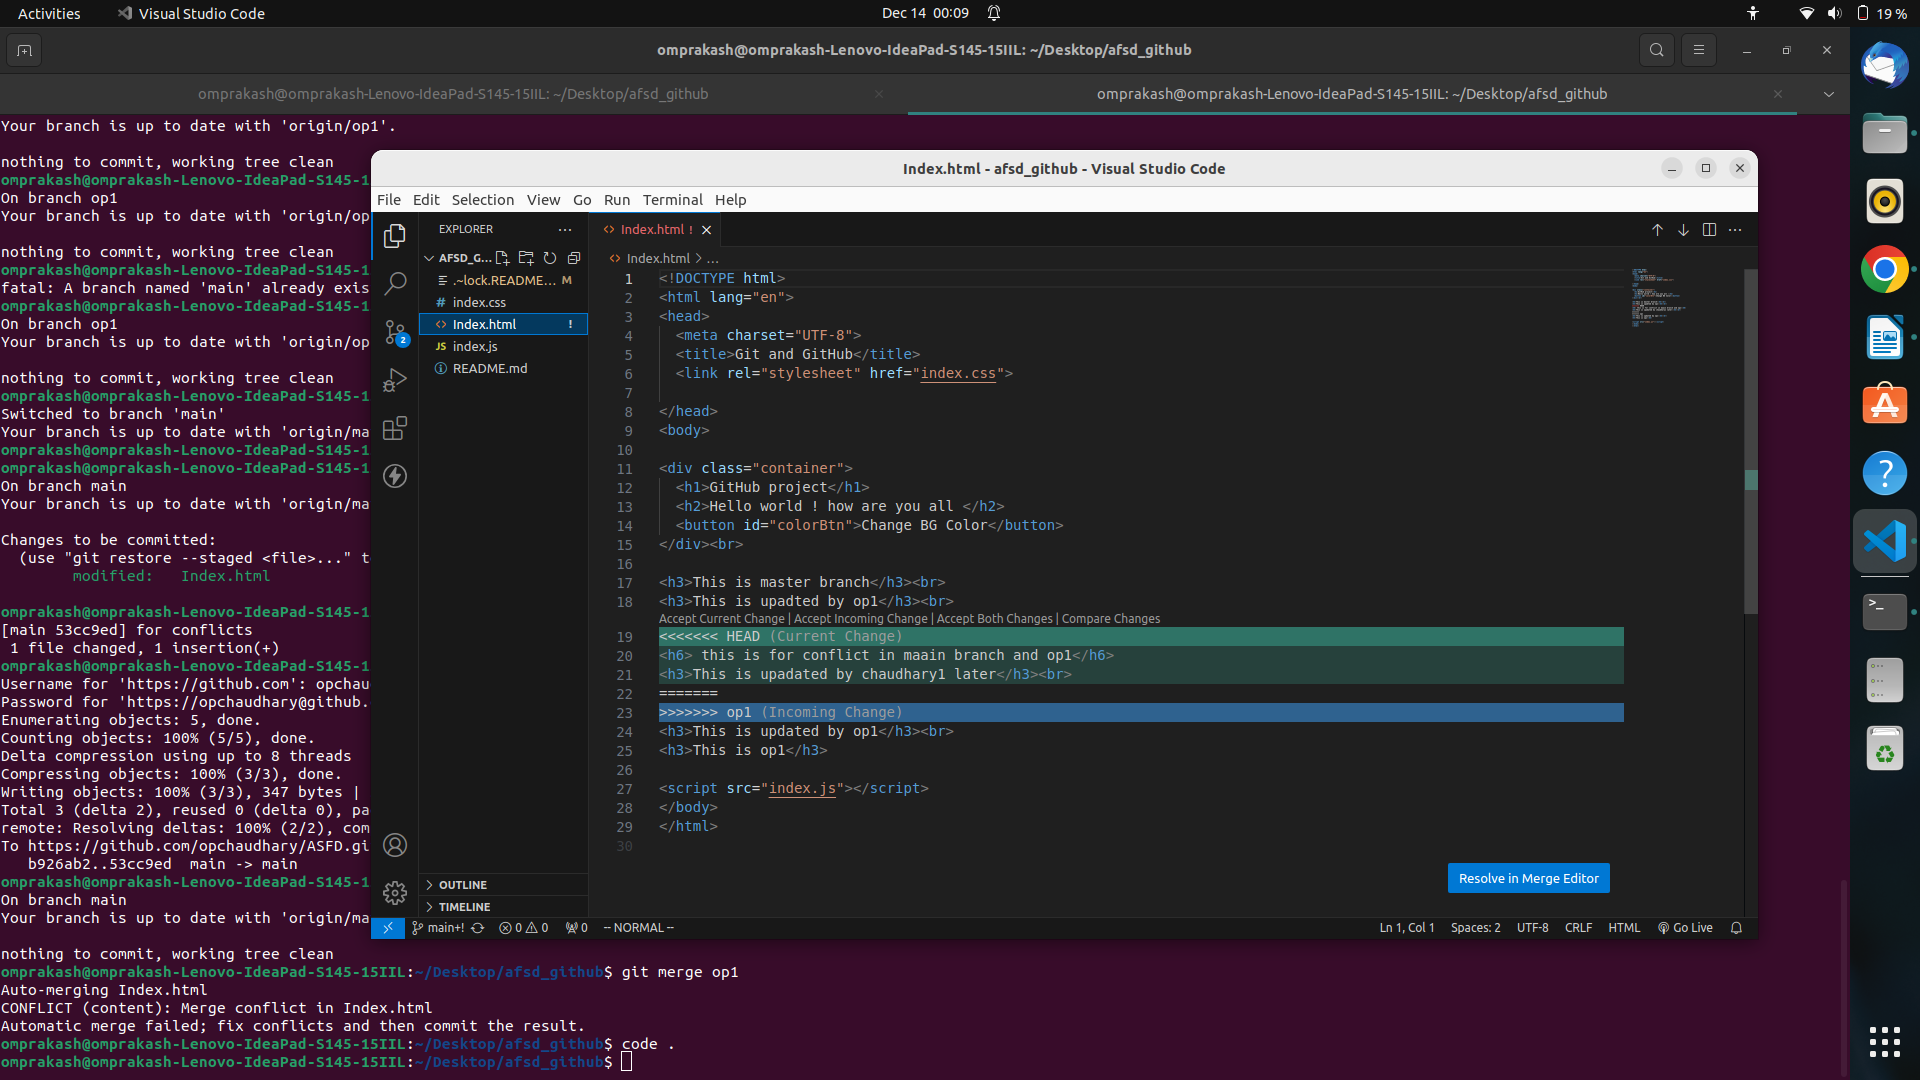 Activities
Visual Studio Code
Dec 14 00:09
19 %
omprakash@omprakash-Lenovo-IdeaPad-S145-15IIL: ~/Desktop/afsd_github
omprakash@omprakash-Lenovo-IdeaPad-S145-15IIL: ~/Desktop/afsd_github
omprakash@omprakash-Lenovo-IdeaPad-S145-15IIL: ~/Desktop/afsd_github
Your branch is up to date with 'origin/op1'.
nothing to commit, working tree clean
omprakash@omprakash-Lenovo-IdeaPad-S145-1
On branch op1
Your branch is up to date with 'origin/op
nothing to commit, working tree clean
omprakash@omprakash-Lenovo-IdeaPad-S145-1
fatal: A branch named 'main' already exis
omprakash@omprakash-Lenovo-IdeaPad-S145-1
On branch op1
Your branch is up to date with 'origin/op
nothing to commit, working tree clean
omprakash@omprakash-Lenovo-IdeaPad-S145-1
Switched to branch 'main'
Your branch is up to date with 'origin/ma
omprakash@omprakash-Lenovo-IdeaPad-S145-1
omprakash@omprakash-Lenovo-IdeaPad-S145-1
On branch main
Your branch is up to date with 'origin/ma
Changes to be committed:
(use "git restore --staged <file>..." t
modified: Index.html
omprakash@omprakash-Lenovo-IdeaPad-S145-1
[main 53cc9ed] for conflicts
1 file changed, 1 insertion(+)
omprakash@omprakash-Lenovo-IdeaPad-S145-1
Username for 'https://github.com': opchau
Password for 'https://opchaudhary@github.
Enumerating objects: 5, done.
Counting objects: 100% (5/5), done.
Delta compression using up to 8 threads
Compressing objects: 100% (3/3), done.
Writing objects: 100% (3/3), 347 bytes |
Total 3 (delta 2), reused 0 (delta 0), pa
remote: Resolving deltas: 100% (2/2), com
To https://github.com/opchaudhary/ASFD.gi
b926ab2..53cc9ed main -> main
omprakash@omprakash-Lenovo-IdeaPad-S145-1
On branch main
Your branch is up to date with 'origin/ma
nothing to commit, working tree clean
omprakash@omprakash-Lenovo-IdeaPad-S145-15IIL:~/Desktop/afsd_github$ git merge op1
Auto-merging Index.html
CONFLICT (content): Merge conflict in Index.html
Automatic merge failed; fix conflicts and then commit the result.
omprakash@omprakash-Lenovo-IdeaPad-S145-15IIL:~/Desktop/afsd_github$ code .
omprakash@omprakash-Lenovo-IdeaPad-S145-15IIL:~/Desktop/afsd_github$
Index.html - afsd_github - Visual Studio Code
File Edit Selection View Go Run Terminal Help
EXPLORER
AFSD_G...
.~lock.README... M
# index.css
<> Index.html !
JS index.js
README.md
2
OUTLINE
TIMELINE
<> Index.html !
<> Index.html > ...
1 <!DOCTYPE html>
2 <html lang="en">
3 <head>
4 <meta charset="UTF-8">
5 <title>Git and GitHub</title>
6 <link rel="stylesheet" href="index.css">
7
8 </head>
9 <body>
10
11 <div class="container">
12 <h1>GitHub project</h1>
13 <h2>Hello world ! how are you all </h2>
14 <button id="colorBtn">Change BG Color</button>
15 </div><br>
16
17 <h3>This is master branch</h3><br>
18 <h3>This is upadted by op1</h3><br>
Accept Current Change | Accept Incoming Change | Accept Both Changes | Compare Changes
19 <<<<<<< HEAD (Current Change)
20 <h6> this is for conflict in maain branch and op1</h6>
21 <h3>This is upadated by chaudhary1 later</h3><br>
22 =======
23 >>>>>>> op1 (Incoming Change)
24 <h3>This is updated by op1</h3><br>
25 <h3>This is op1</h3>
26
27 <script src="index.js"></script>
28 </body>
29 </html>
30
Resolve in Merge Editor
main+! 0 0 0 -- NORMAL --
Ln 1, Col 1 Spaces: 2 UTF-8 CRLF HTML Go Live